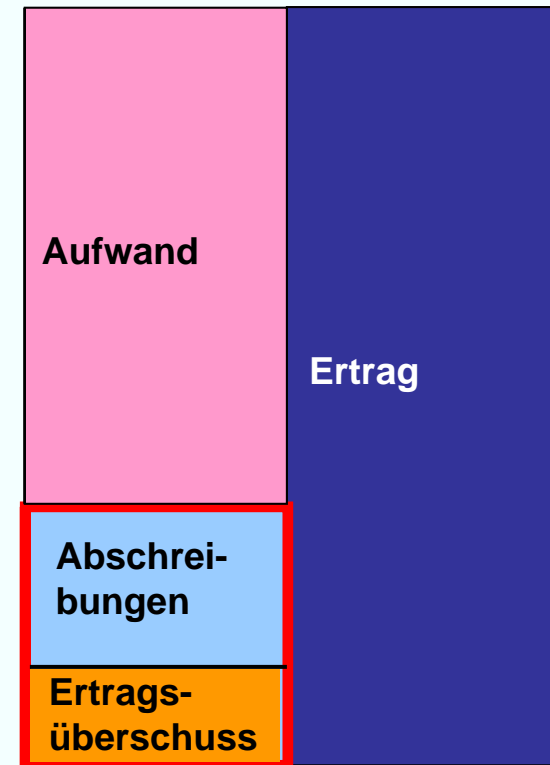 Aufwand
Ertrag
Abschrei-
bungen
Ertrags-
überschuss